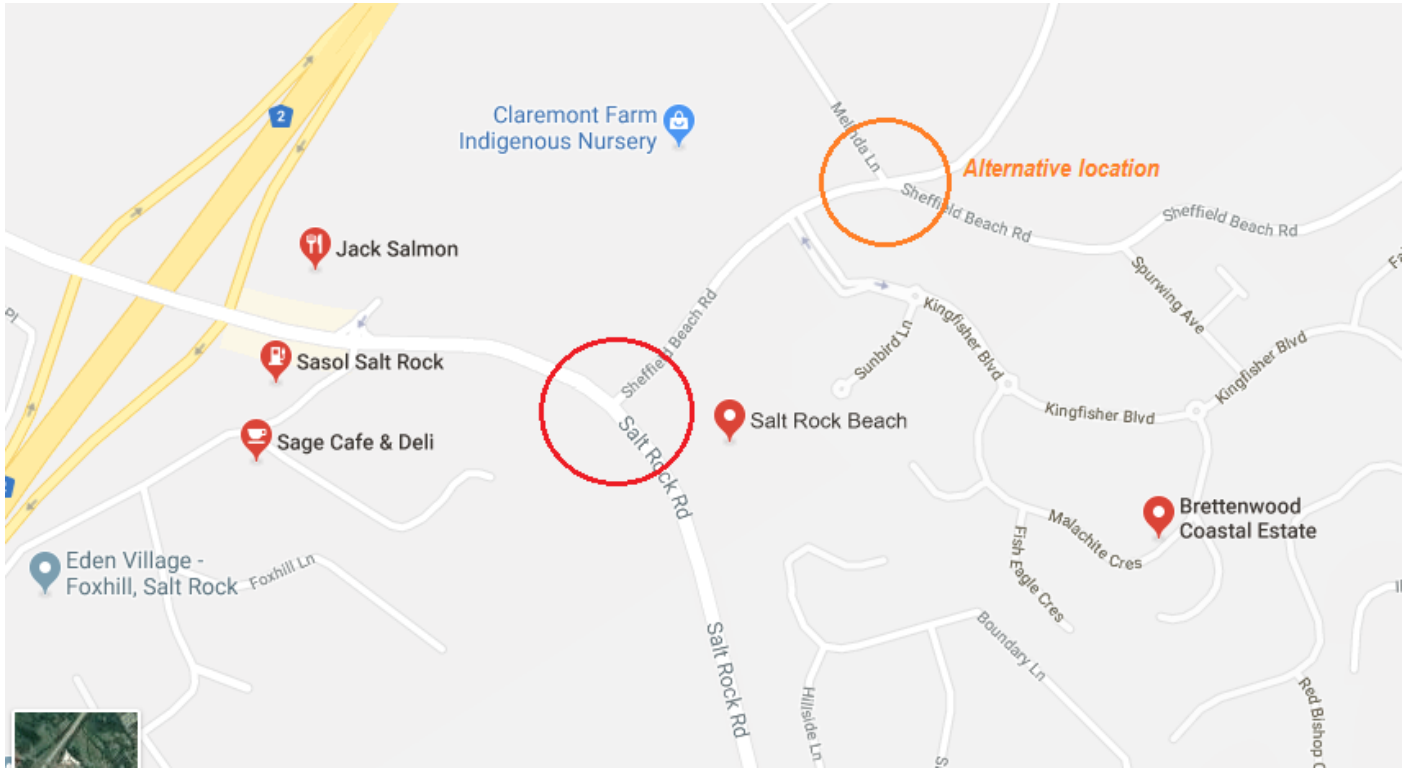 2
Claremont Farm
Indigenous Nursery
Melinda Ln
Alternative location
Sheffield Beach Rd
Sheffield Beach Rd
Jack Salmon
Spurwing Ave
Pl
Sheffield Beach Rd
Sunbird Ln
Kingfisher Blvd
Kingfisher Blvd
Kingfisher Blvd
Sasol Salt Rock
Salt Rock Beach
Sage Cafe & Deli
Salt Rock Rd
Brettenwood
Coastal Estate
Malachite Cres
Fish Eagle Cres
Eden Village -
Foxhill, Salt Rock
Foxhill Ln
Boundary Ln
Salt Rock Rd
Hillside Ln
Red Bishop